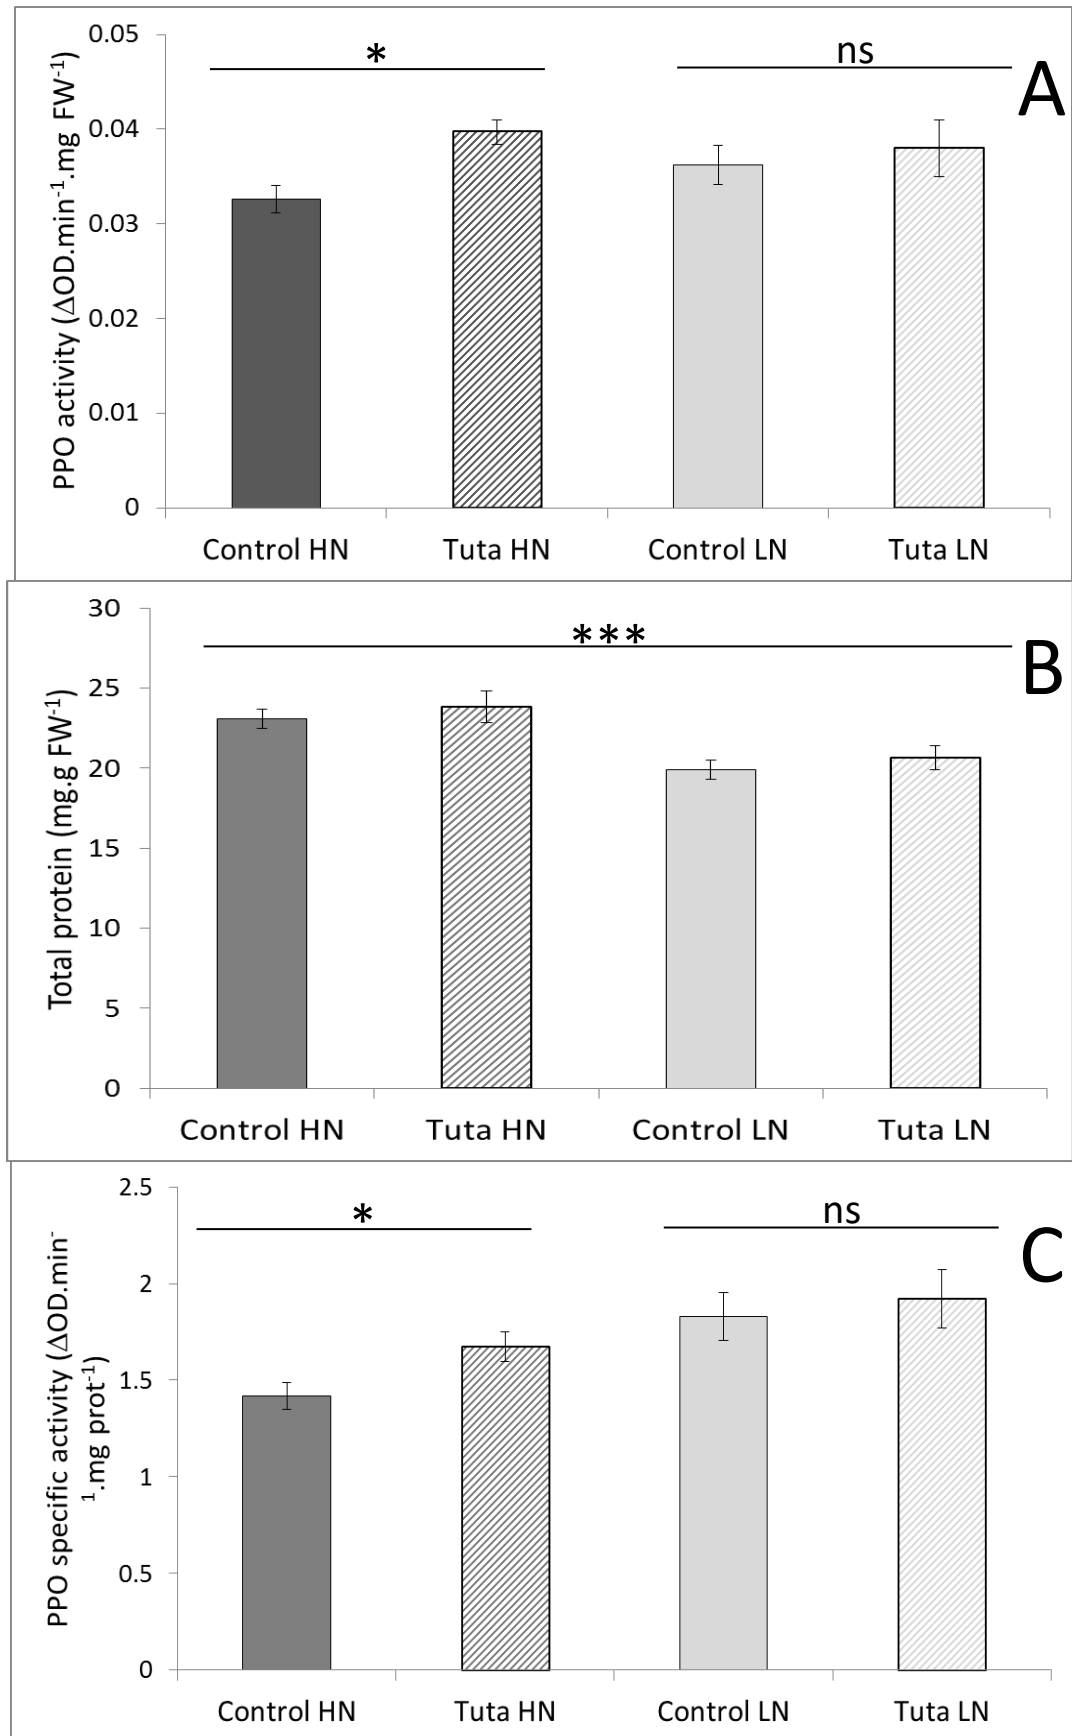 0.05
0.04
0.03
0.02
0.01
0
PPO activity (ΔOD.min⁻¹.mg FW⁻¹)
*
ns
A
Control HN
Tuta HN
Control LN
Tuta LN
30
25
20
15
10
5
0
Total protein (mg.g FW⁻¹)
***
B
Control HN
Tuta HN
Control LN
Tuta LN
2.5
2
1.5
1
0.5
0
PPO specific activity (ΔOD.min⁻
¹.mg prot⁻¹)
*
ns
C
Control HN
Tuta HN
Control LN
Tuta LN